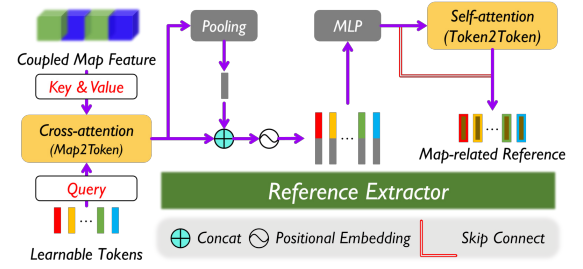 Pooling
MLP
Self-attention
(Token2Token)
Coupled Map Feature
Key & Value
Cross-attention
(Map2Token)
...
...
Map-related Reference
Query
Reference Extractor
...
Learnable Tokens
Concat
Positional Embedding
Skip Connect